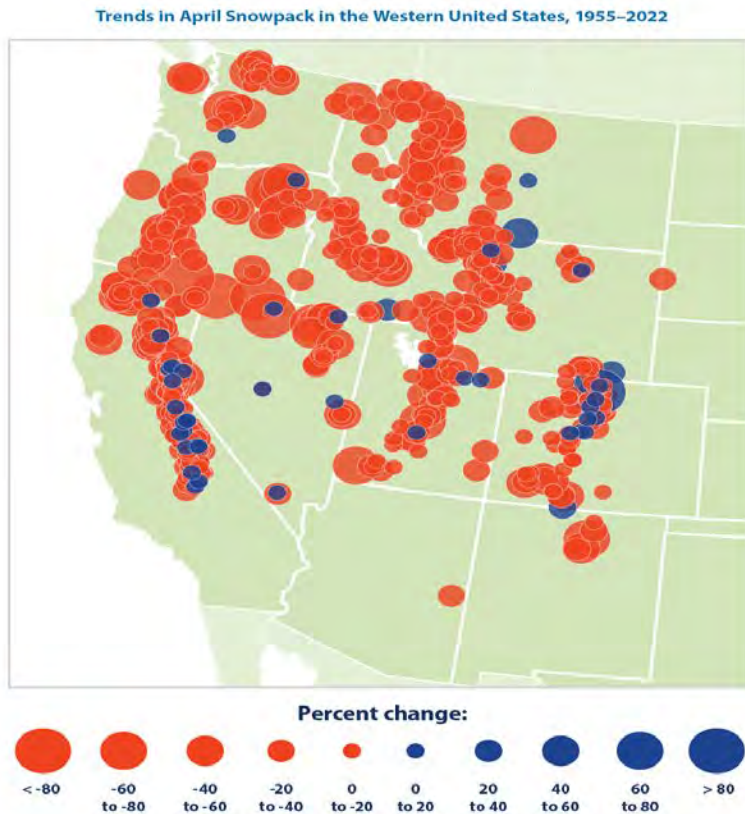 Trends in April Snowpack in the Western United States, 1955–2022
Percent change:
< -80
-60 to -80
-40 to -60
-20 to -40
0 to -20
0 to 20
20 to 40
40 to 60
60 to 80
> 80